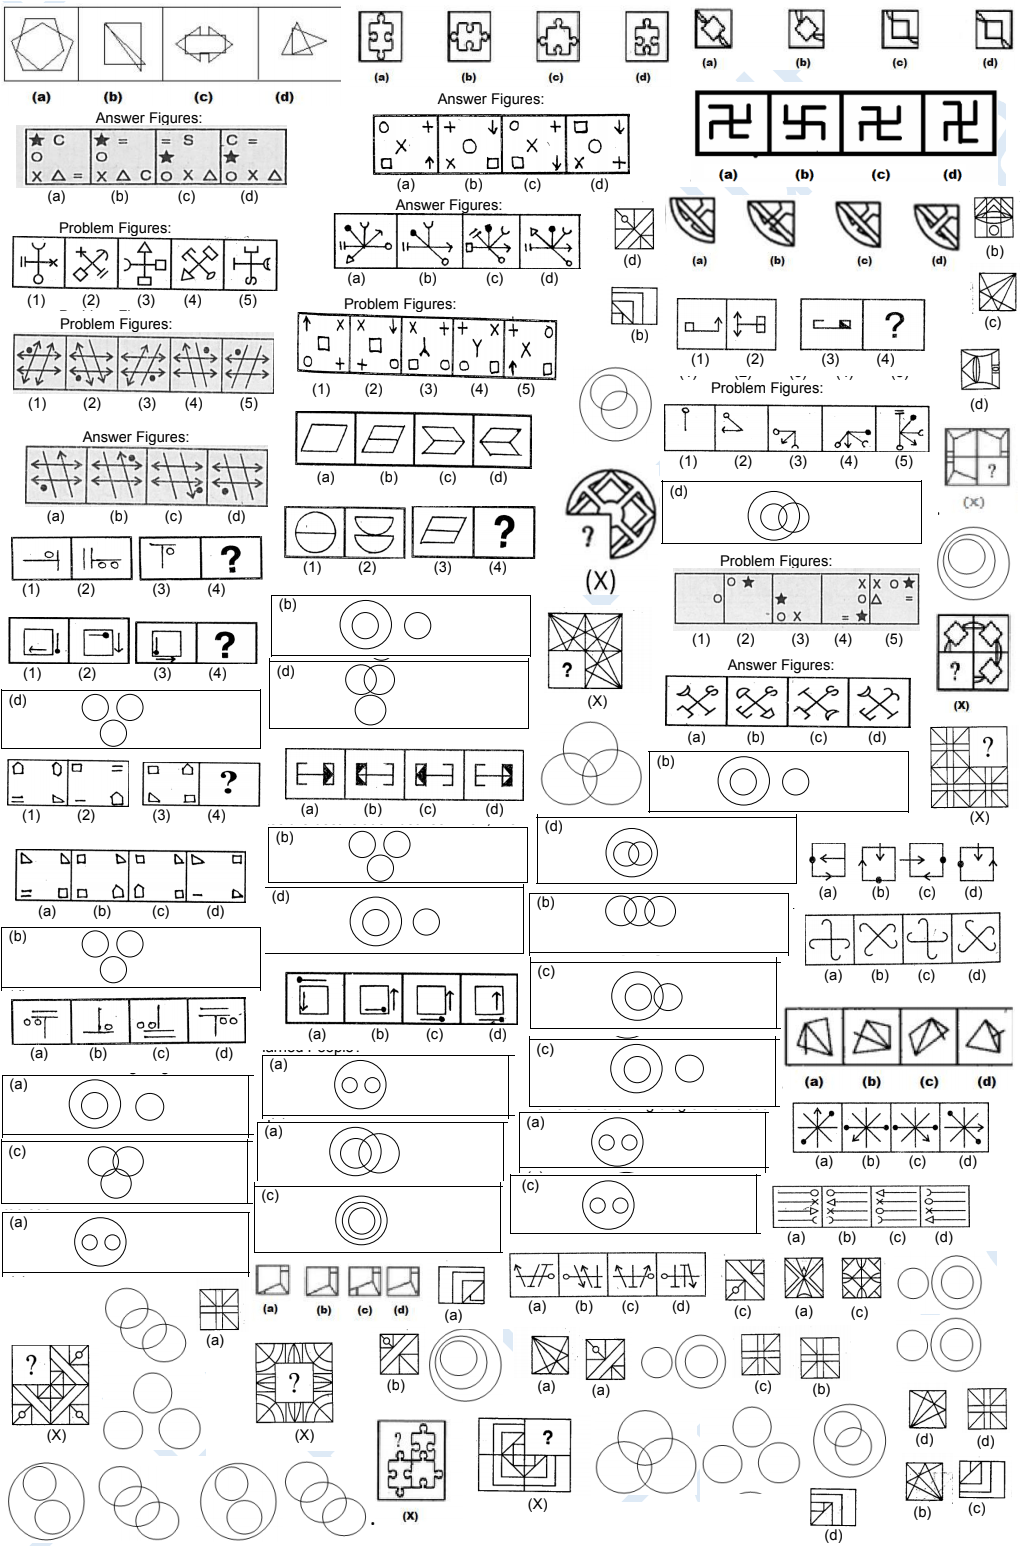 (a) (b) (c) (d)
(a) (b) (c) (d)
(a) (b) (c) (d)
Answer Figures:
Answer Figures:
C = = S C =
X = X C X X
(a) (b) (c) (d)
(a) (b) (c) (d)
(a) (b) (c) (d)
Answer Figures:
(a) (b) (c) (d)
(d)
(a) (b) (c) (d)
(b)
Problem Figures:
(1) (2) (3) (4) (5)
Problem Figures:
(1) (2) (3) (4) (5)
(b)
(1) (2) (3) (4)
?
(c)
Problem Figures:
(1) (2) (3) (4) (5)
Problem Figures:
(1) (2) (3) (4) (5)
(d)
Answer Figures:
(a) (b) (c) (d)
(a) (b) (c) (d)
?
(X)
(d)
?
(x)
?
(1) (2) (3) (4)
?
(1) (2) (3) (4)
Problem Figures:
(1) (2) (3) (4) (5)
?
(1) (2) (3) (4)
(b)
(d)
?
(X)
Answer Figures:
(a) (b) (c) (d)
?
(X)
(d)
?
(1) (2) (3) (4)
(a) (b) (c) (d)
(b)
?
(X)
(a) (b) (c) (d)
(b)
(d)
(d)
(b)
(a) (b) (c) (d)
(a) (b) (c) (d)
(b)
(a) (b) (c) (d)
(a) (b) (c) (d)
(c)
(c)
(a) (b) (c) (d)
(a)
(c)
(a)
(a)
(a)
(c)
(a)
(c)
(a) (b) (c) (d)
(a) (b) (c) (d)
(a)
(a) (b) (c) (d)
(a)
(a) (b) (c) (d)
(c) (a) (c)
?
(X)
?
(X)
(b)
(a) (a)
(c) (b)
(d) (d)
?
(X)
?
(X)
(d)
(b) (c)